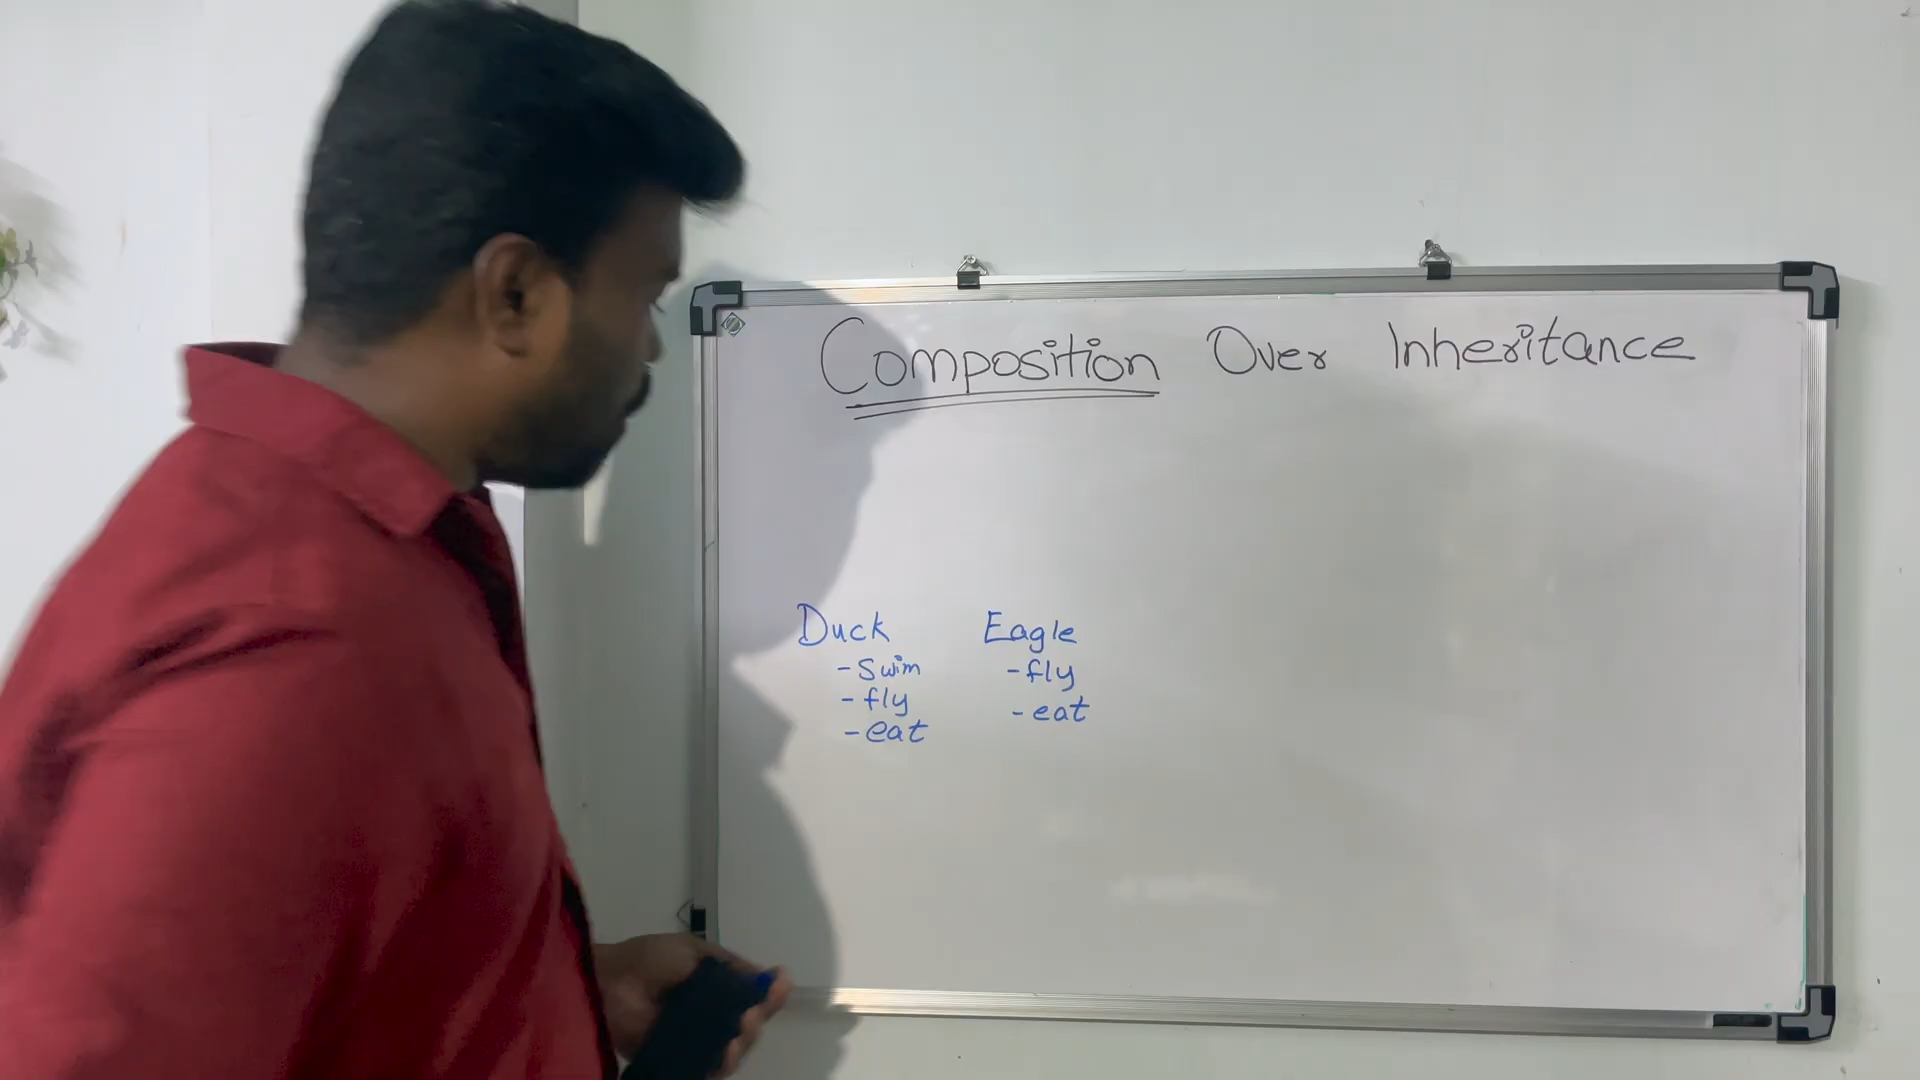 Composition Over Inheritance
Duck
- Swim
- fly
- eat
Eagle
- fly
- eat